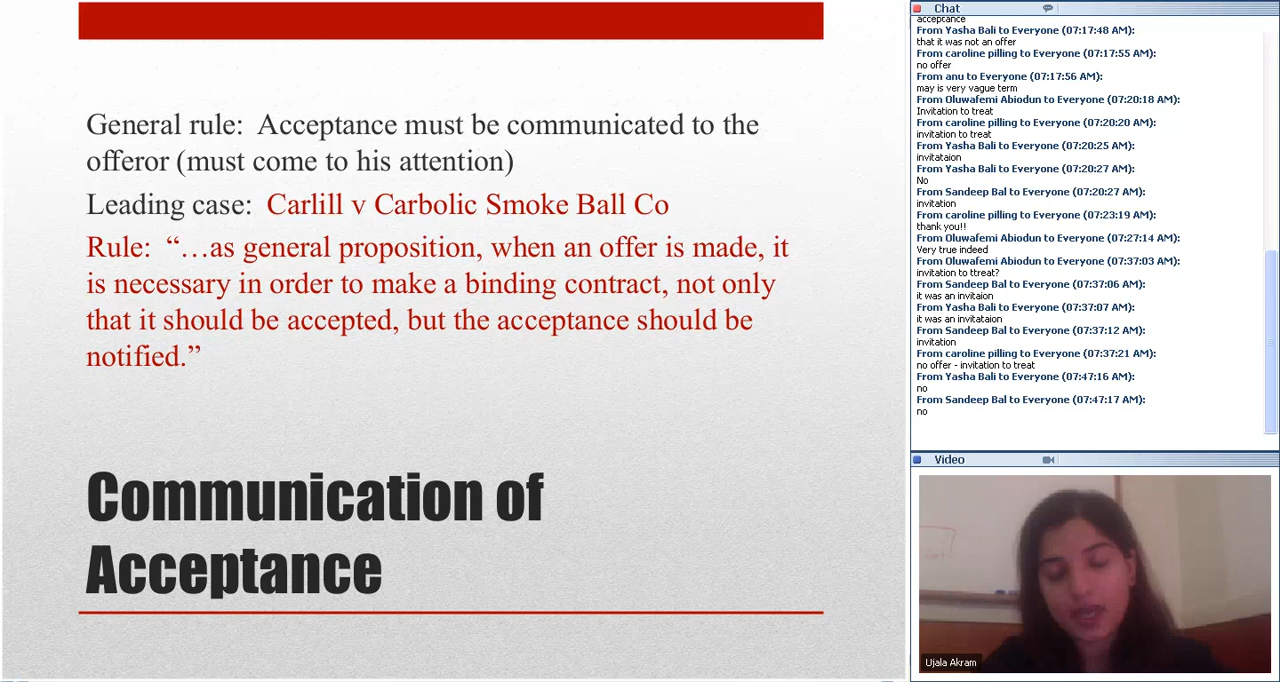 General rule:  Acceptance must be communicated to the
offeror (must come to his attention)
Leading case:  Carlill v Carbolic Smoke Ball Co
Rule:  “…as general proposition, when an offer is made, it
is necessary in order to make a binding contract, not only
that it should be accepted, but the acceptance should be
notified.”
Communication of
Acceptance
Chat
acceptance
From Yasha Bali to Everyone (07:17:48 AM):
that it was not an offer
From caroline pilling to Everyone (07:17:55 AM):
no offer
From anu to Everyone (07:17:56 AM):
may is very vague term
From Oluwafemi Abiodun to Everyone (07:20:18 AM):
Invitation to treat
From caroline pilling to Everyone (07:20:20 AM):
invitation to treat
From Yasha Bali to Everyone (07:20:25 AM):
invitataion
From Yasha Bali to Everyone (07:20:27 AM):
No
From Sandeep Bal to Everyone (07:20:27 AM):
invitation
From caroline pilling to Everyone (07:23:19 AM):
thank you!!
From Oluwafemi Abiodun to Everyone (07:27:14 AM):
Very true indeed
From Oluwafemi Abiodun to Everyone (07:37:03 AM):
invitation to ttreat?
From Sandeep Bal to Everyone (07:37:06 AM):
it was an invitaion
From Yasha Bali to Everyone (07:37:07 AM):
it was an invitataion
From Sandeep Bal to Everyone (07:37:12 AM):
invitation
From caroline pilling to Everyone (07:37:21 AM):
no offer - invitation to treat
From Yasha Bali to Everyone (07:47:16 AM):
no
From Sandeep Bal to Everyone (07:47:17 AM):
no
Video
Ujala Akram